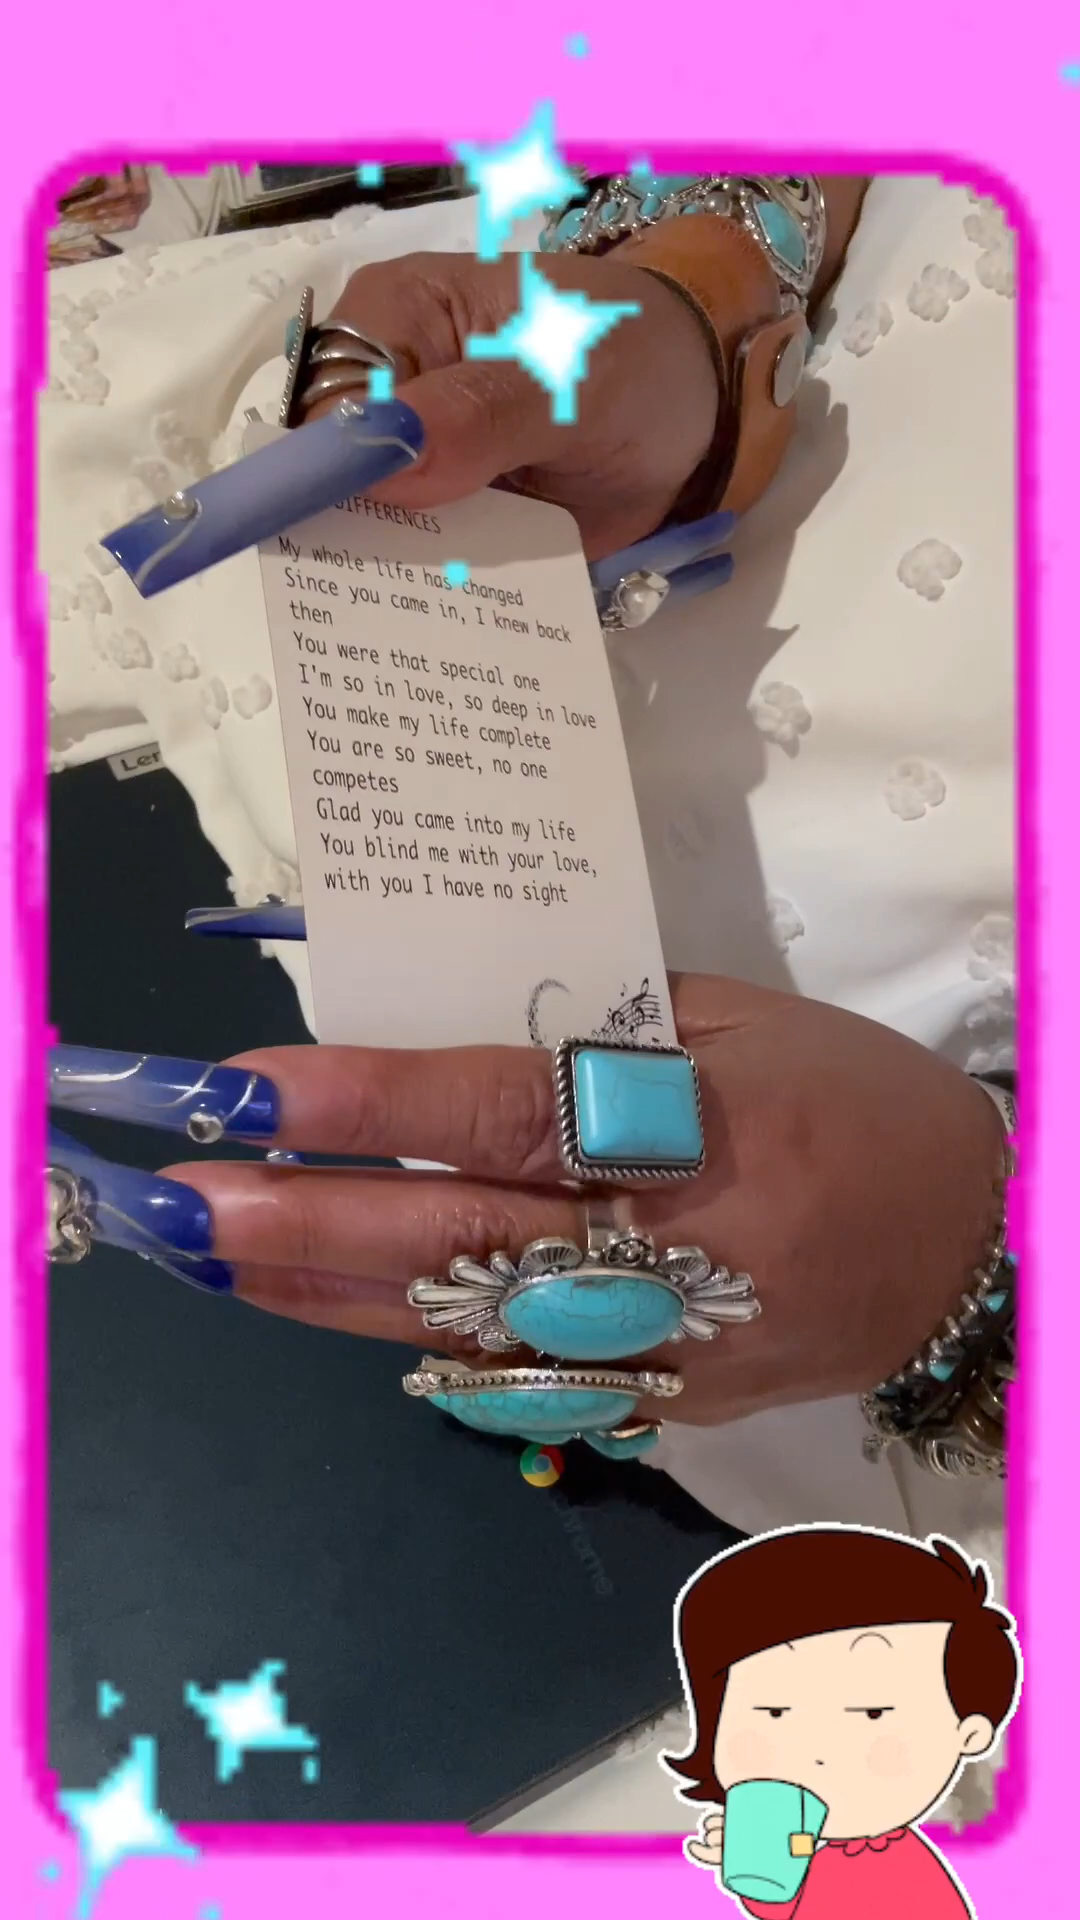 DIFFERENCES
My whole life has changed
Since you came in, I knew back
then
You were that special one
I'm so in love, so deep in love
You make my life complete
You are so sweet, no one
competes
Glad you came into my life
You blind me with your love,
with you I have no sight